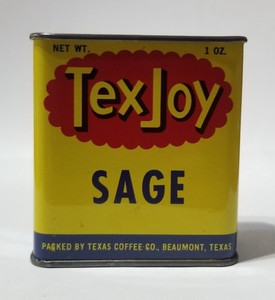 NET WT. 1 OZ.
TexJoy
SAGE
PACKED BY TEXAS COFFEE CO., BEAUMONT, TEXAS